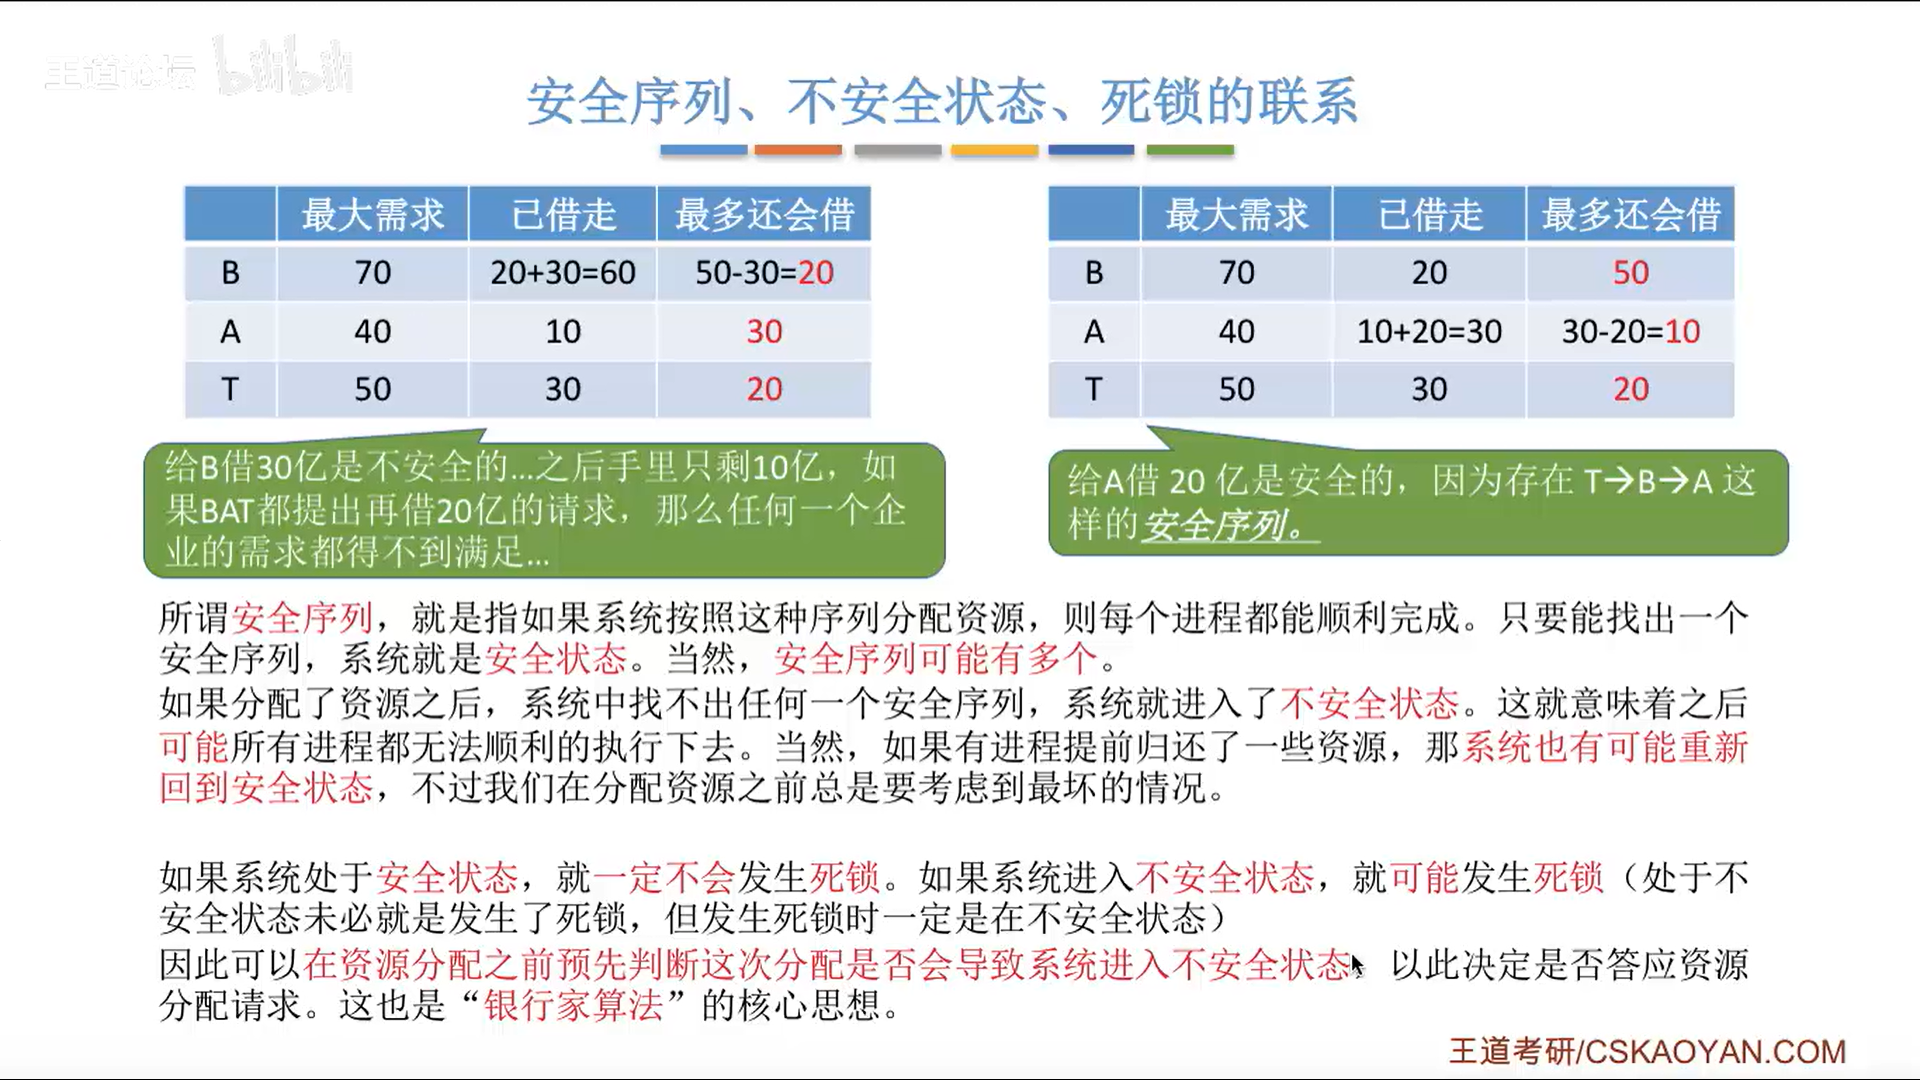 王道论坛 bilibili
安全序列、不安全状态、死锁的联系
最大需求 已借走 最多还会借
B 70 20+30=60 50-30=20
A 40 10 30
T 50 30 20
给B借30亿是不安全的...之后手里只剩10亿，如
果BAT都提出再借20亿的请求，那么任何一个企
业的需求都得不到满足...
最大需求 已借走 最多还会借
B 70 20 50
A 40 10+20=30 30-20=10
T 50 30 20
给A借 20 亿是安全的，因为存在 T→B→A 这
样的安全序列。
所谓安全序列，就是指如果系统按照这种序列分配资源，则每个进程都能顺利完成。只要能找出一个
安全序列，系统就是安全状态。当然，安全序列可能有多个。
如果分配了资源之后，系统中找不出任何一个安全序列，系统就进入了不安全状态。这就意味着之后
可能所有进程都无法顺利的执行下去。当然，如果有进程提前归还了一些资源，那系统也有可能重新
回到安全状态，不过我们在分配资源之前总是要考虑到最坏的情况。
如果系统处于安全状态，就一定不会发生死锁。如果系统进入不安全状态，就可能发生死锁（处于不
安全状态未必就是发生了死锁，但发生死锁时一定是在不安全状态）
因此可以在资源分配之前预先判断这次分配是否会导致系统进入不安全状态 以此决定是否答应资源
分配请求。这也是“银行家算法”的核心思想。
王道考研/CSKAOYAN.COM